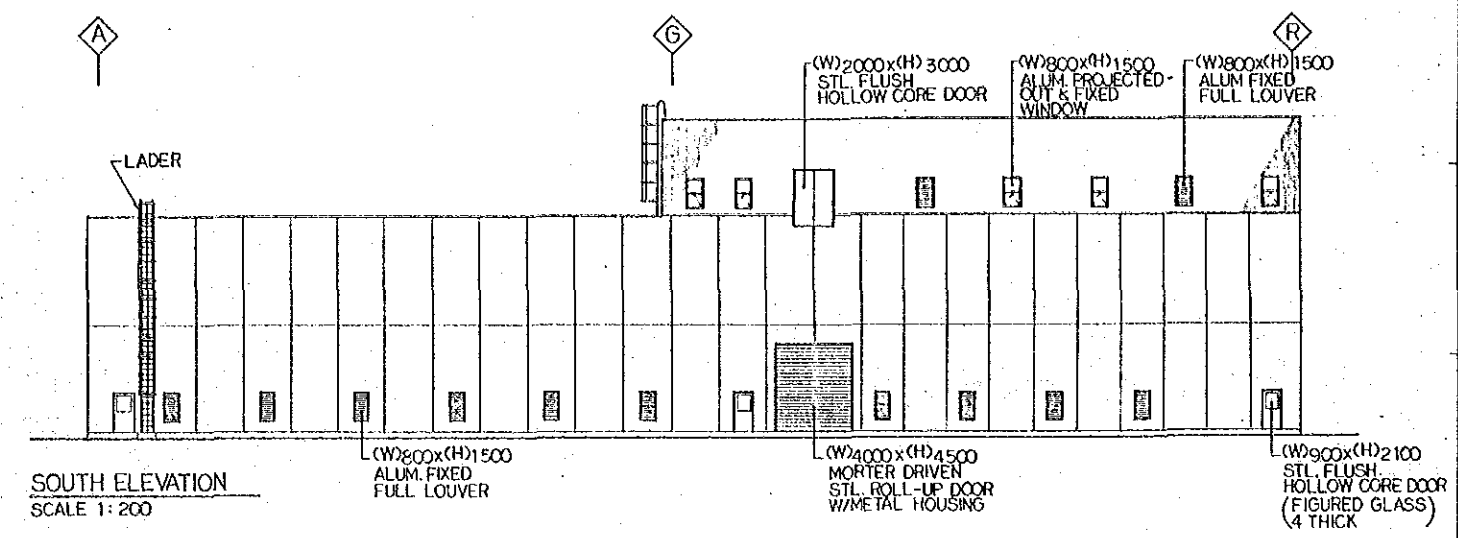 A
G
R
(W)2000x(H)3000
STL. FLUSH
HOLLOW CORE DOOR
(W)800x(H)1500
ALUM. PROJECTED-
OUT & FIXED
WINDOW
(W)800x(H)1500
ALUM FIXED
FULL LOUVER
LADER
(W)800x(H)1500
ALUM. FIXED
FULL LOUVER
(W)4000x(H)4500
MORTER DRIVEN
STL. ROLL-UP DOOR
W/METAL HOUSING
(W)900x(H)2100
STL. FLUSH
HOLLOW CORE DOOR
(FIGURED GLASS)
4 THICK
SOUTH ELEVATION
SCALE 1:200